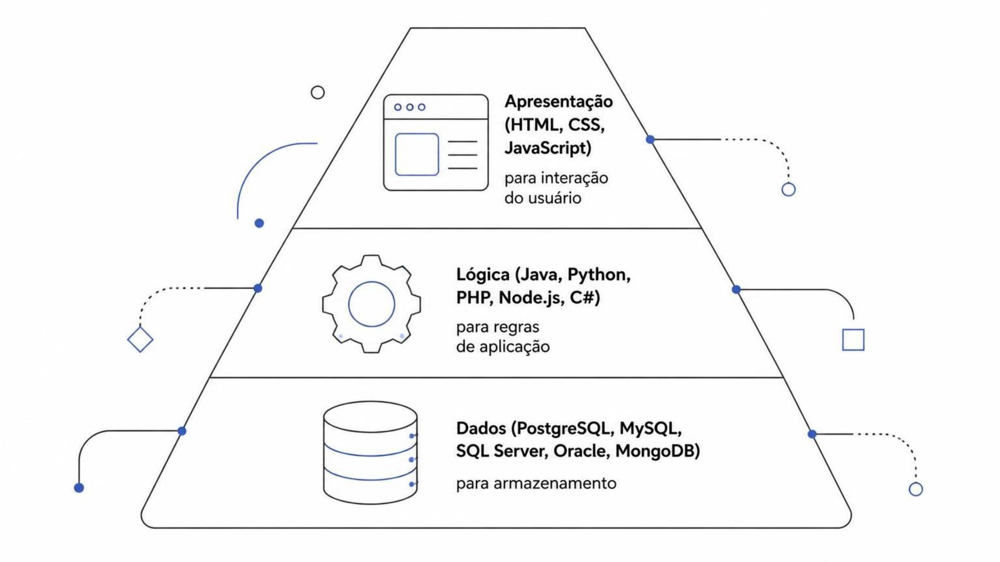 Apresentação
(HTML, CSS,
JavaScript)
para interação
do usuário
Lógica (Java, Python,
PHP, Node.js, C#)
para regras
de aplicação
Dados (PostgreSQL, MySQL,
SQL Server, Oracle, MongoDB)
para armazenamento